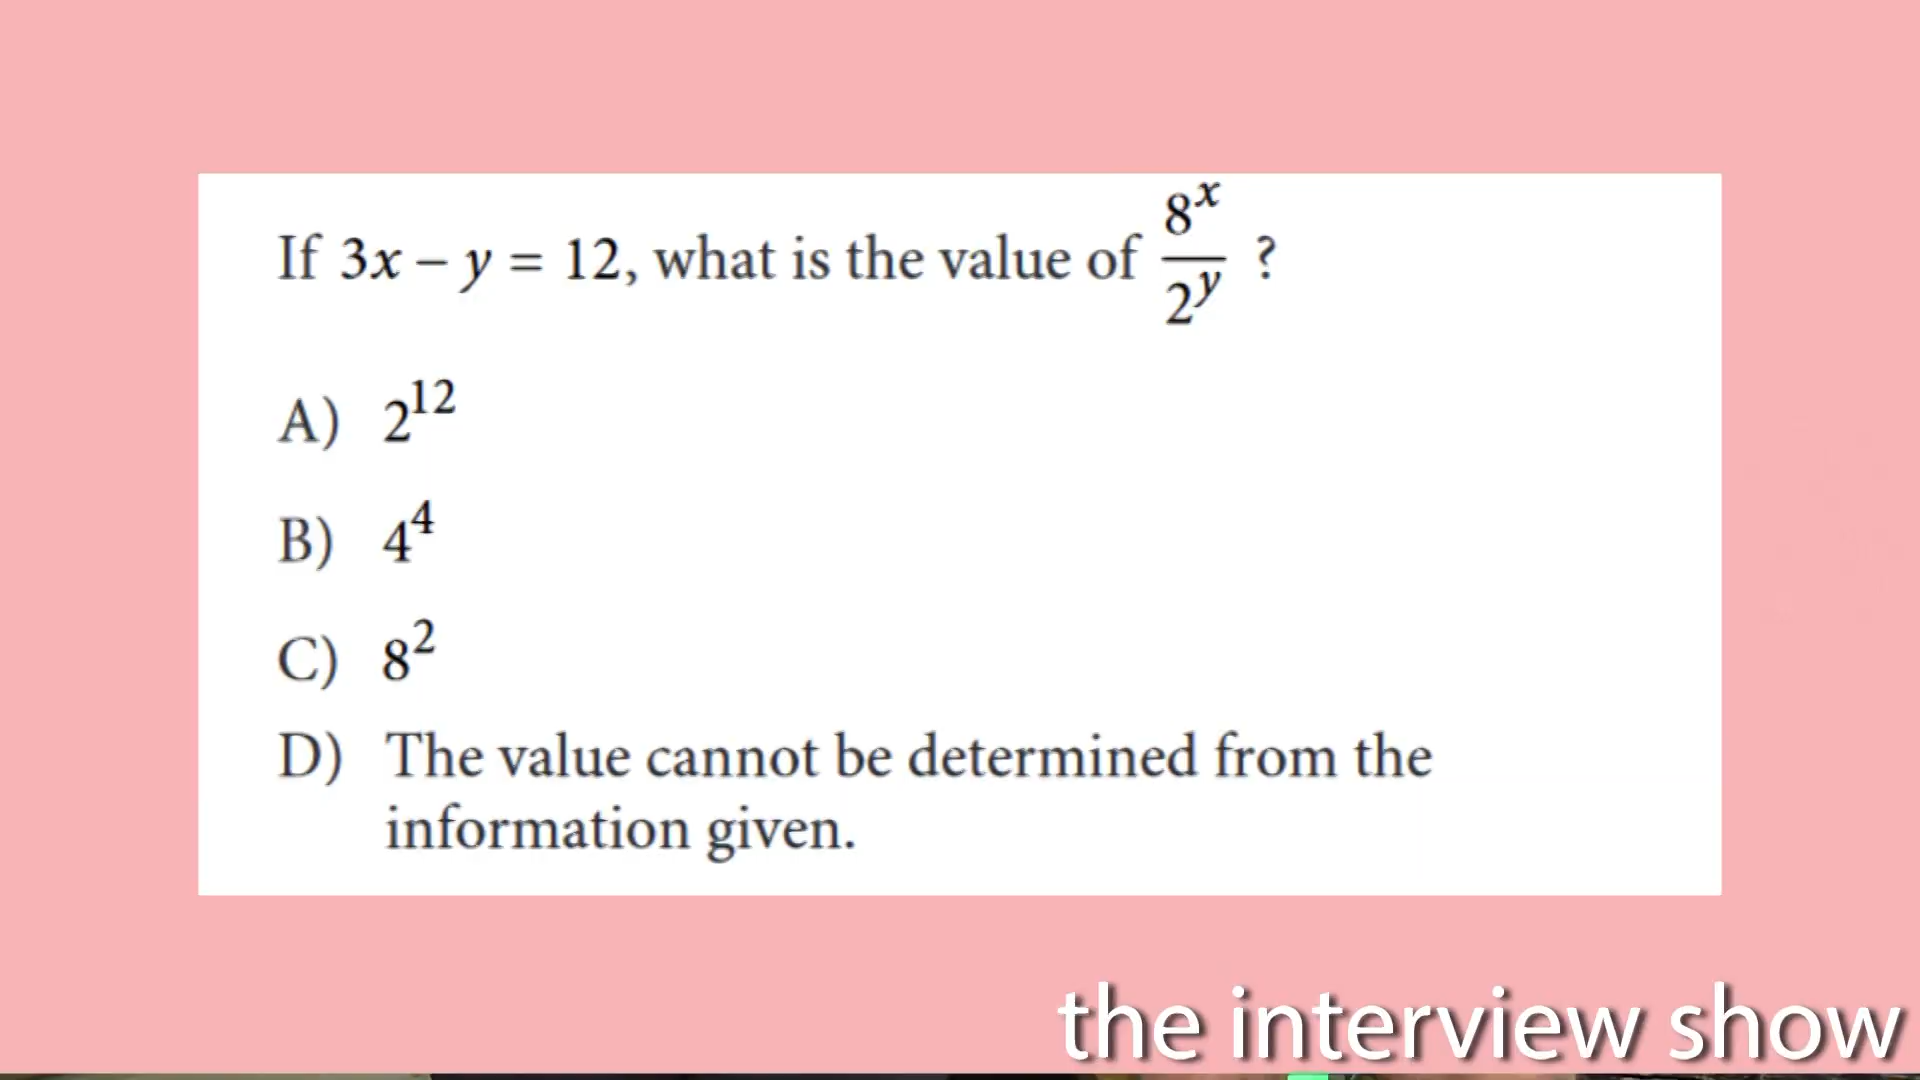 If 3x – y = 12, what is the value of 8^x / 2^y ?
A) 2^12
B) 4^4
C) 8^2
D) The value cannot be determined from the
information given.
the interview show